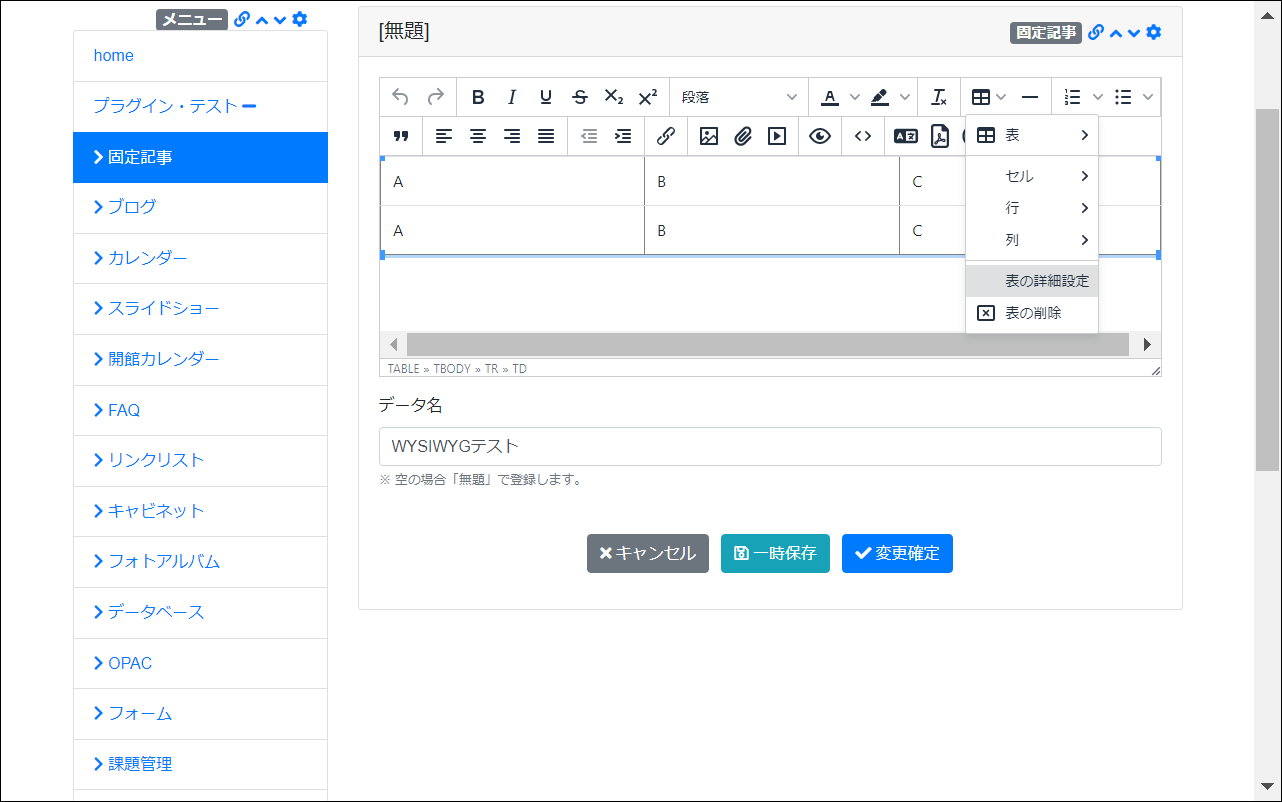 メニュー
home
プラグイン・テスト
固定記事
ブログ
カレンダー
スライドショー
開館カレンダー
FAQ
リンクリスト
キャビネット
フォトアルバム
データベース
OPAC
フォーム
課題管理
[無題]
固定記事
B I U S X₂ X² 段落 A
表
セル
行
列
表の詳細設定
表の削除
A B C
A B C
TABLE » TBODY » TR » TD
データ名
WYSIWYGテスト
※ 空の場合「無題」で登録します。
キャンセル 一時保存 変更確定